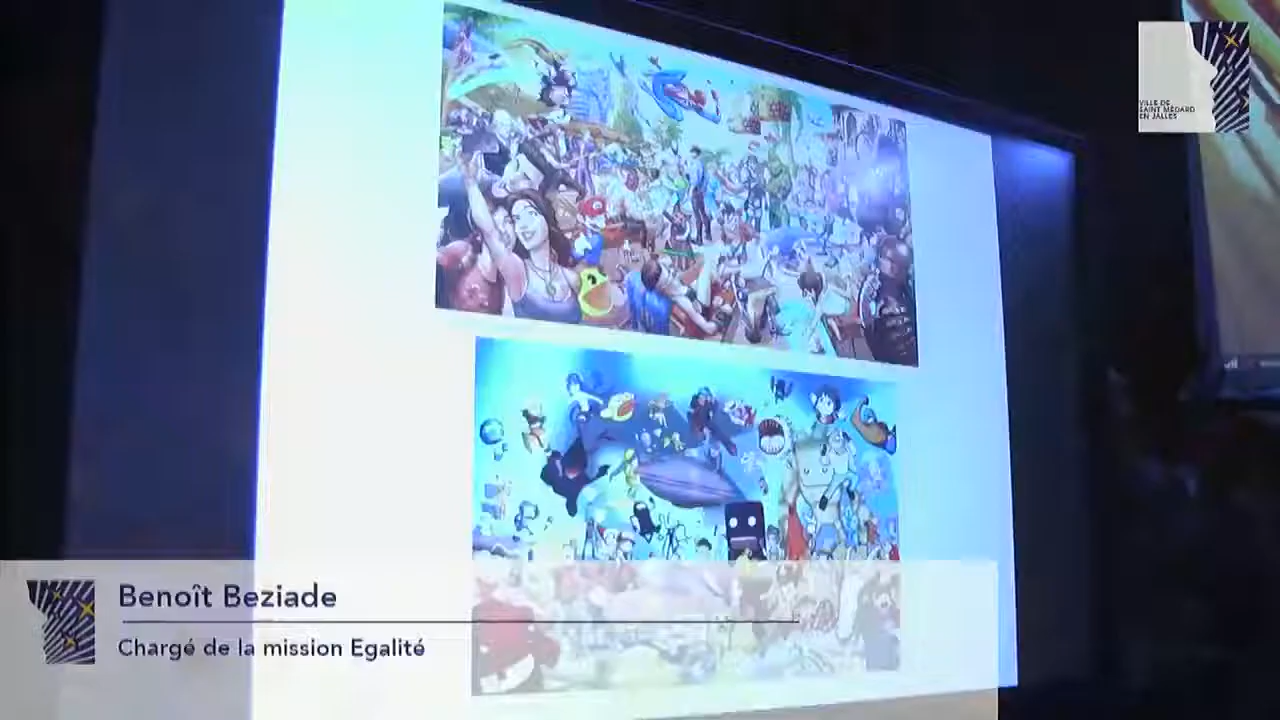 VILLE DE
SAINT MÉDARD
EN JALLES
Benoît Beziade
Chargé de la mission Egalité